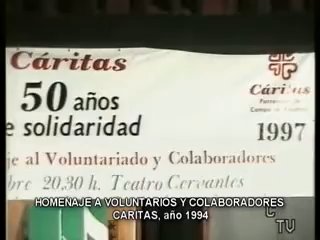 Cáritas
50 años
e solidaridad
Cáritas
1997
je al Voluntariado y Colaboradores
bre 20,30 h. Teatro Cervantes
HOMENAJE A VOLUNTARIOS Y COLABORADORES
CARITAS, año 1994
TV